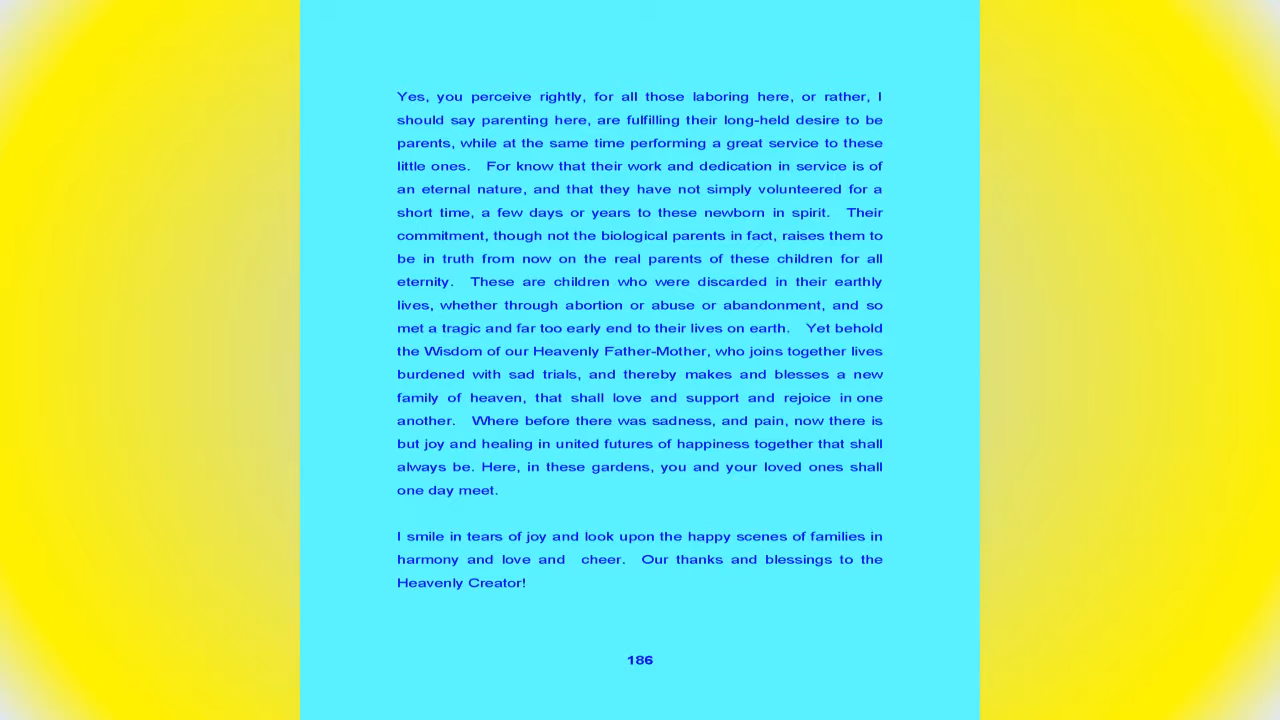 Yes, you perceive rightly, for all those laboring here, or rather, I
should say parenting here, are fulfilling their long-held desire to be
parents, while at the same time performing a great service to these
little ones. For know that their work and dedication in service is of
an eternal nature, and that they have not simply volunteered for a
short time, a few days or years to these newborn in spirit. Their
commitment, though not the biological parents in fact, raises them to
be in truth from now on the real parents of these children for all
eternity. These are children who were discarded in their earthly
lives, whether through abortion or abuse or abandonment, and so
met a tragic and far too early end to their lives on earth. Yet behold
the Wisdom of our Heavenly Father-Mother, who joins together lives
burdened with sad trials, and thereby makes and blesses a new
family of heaven, that shall love and support and rejoice in one
another. Where before there was sadness, and pain, now there is
but joy and healing in united futures of happiness together that shall
always be. Here, in these gardens, you and your loved ones shall
one day meet.
I smile in tears of joy and look upon the happy scenes of families in
harmony and love and cheer. Our thanks and blessings to the
Heavenly Creator!
186